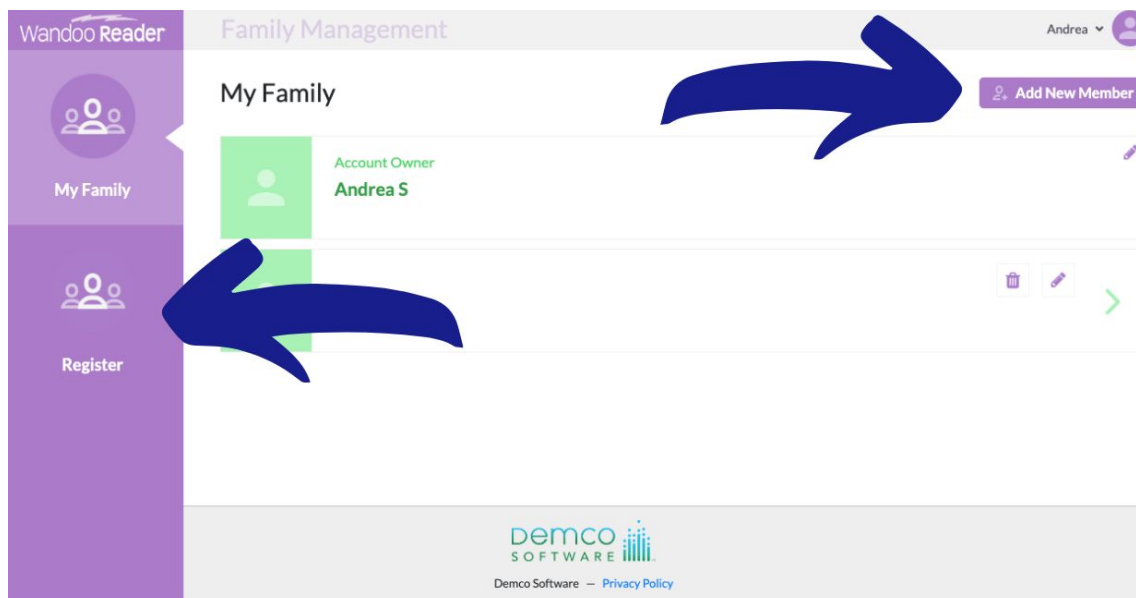 Wandoo Reader
Family Management
Andrea
My Family
Add New Member
My Family
Account Owner
Andrea S
Register
Demco
SOFTWARE
Demco Software — Privacy Policy